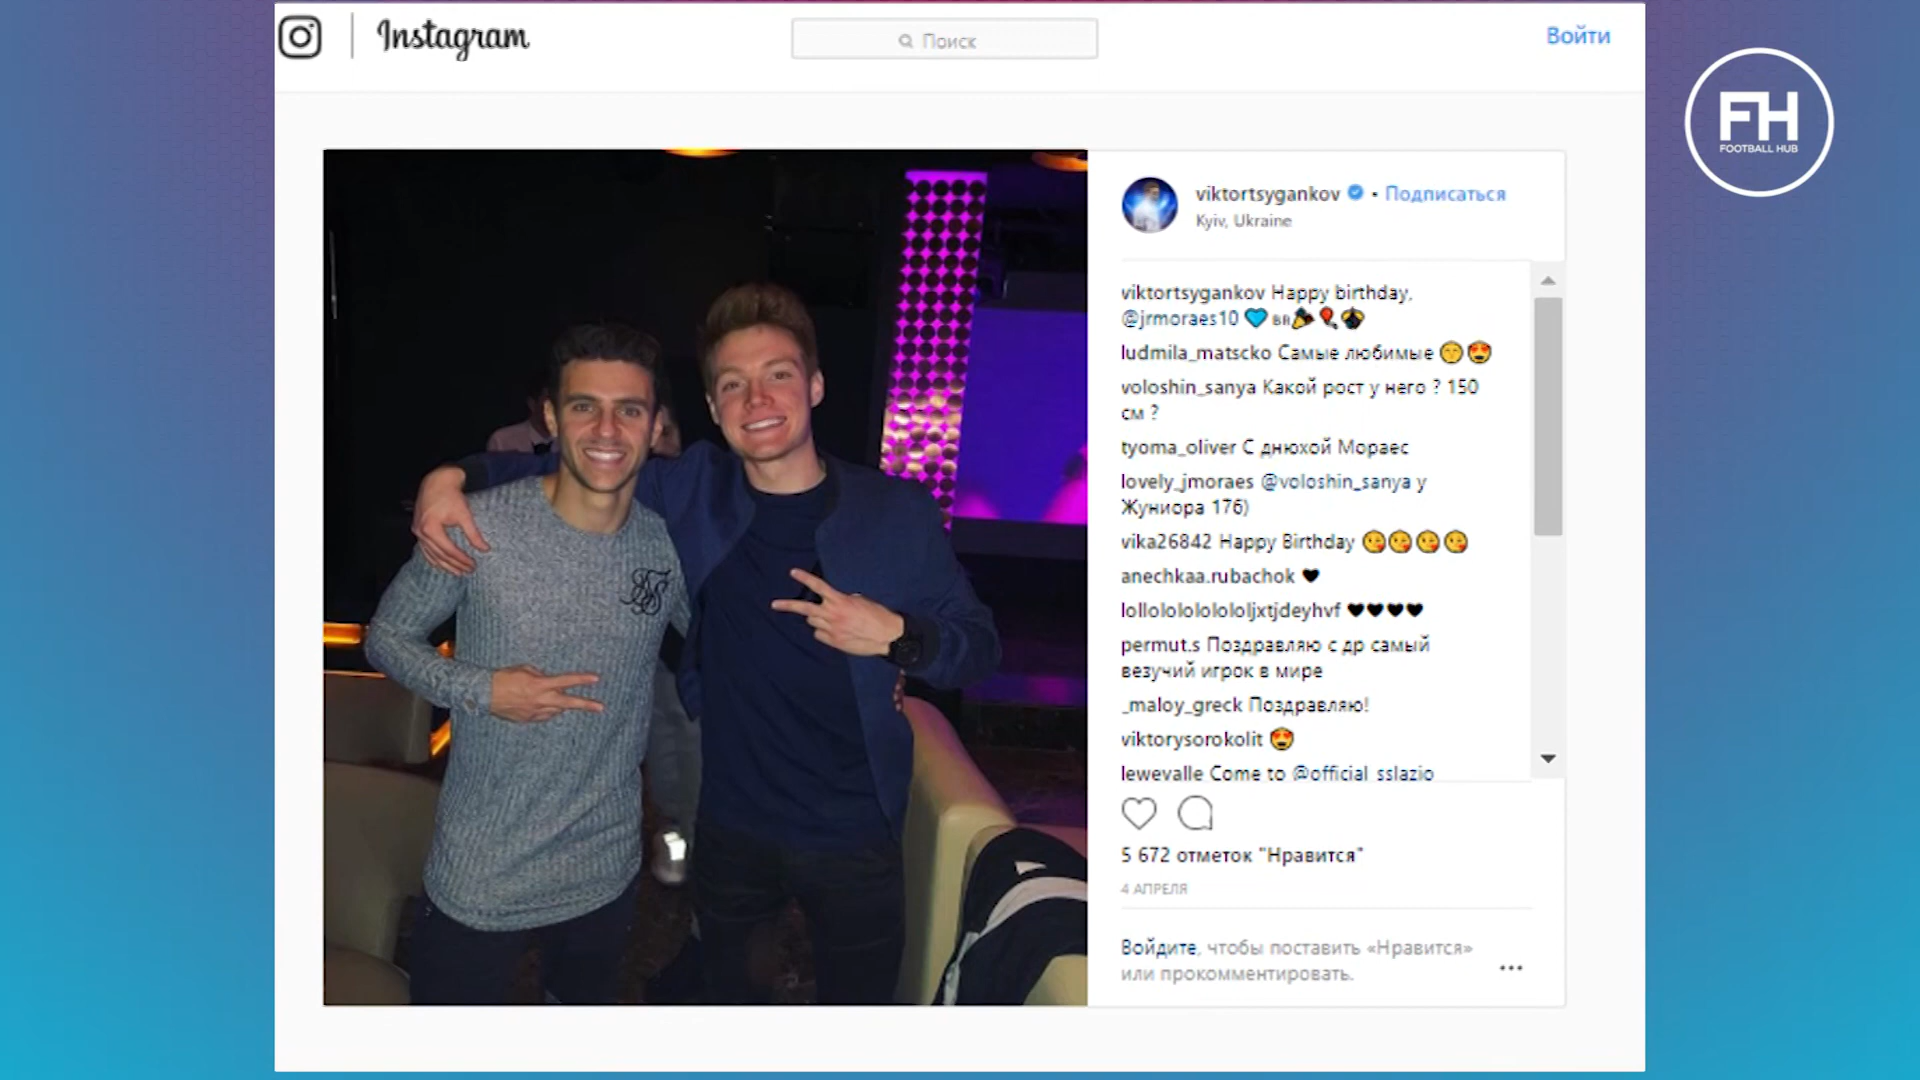 Instagram
Поиск
Войти
FH
FOOTBALL HUB
viktortsygankov • Подписаться
Kyiv, Ukraine
viktortsygankov Happy birthday,
@jrmoraes10 💙 BR🎉🎈
ludmila_matscko Самые любимые 😍
voloshin_sanya Какой рост у него ? 150
см ?
tyoma_oliver С днюхой Мораес
lovely_jmoraes @voloshin_sanya у
Жуниора 176)
vika26842 Happy Birthday 😘😘😘😘
anechkaa.rubachok ♥
lollololololololjxtjdeyhvf ♥♥♥♥
permut.s Поздравляю с др самый
везучий игрок в мире
_maloy_greck Поздравляю!
viktorysorokolit 😍
lewevalle Come to @official_sslazio
5 672 отметок "Нравится"
4 АПРЕЛЯ
Войдите, чтобы поставить «Нравится»
или прокомментировать.